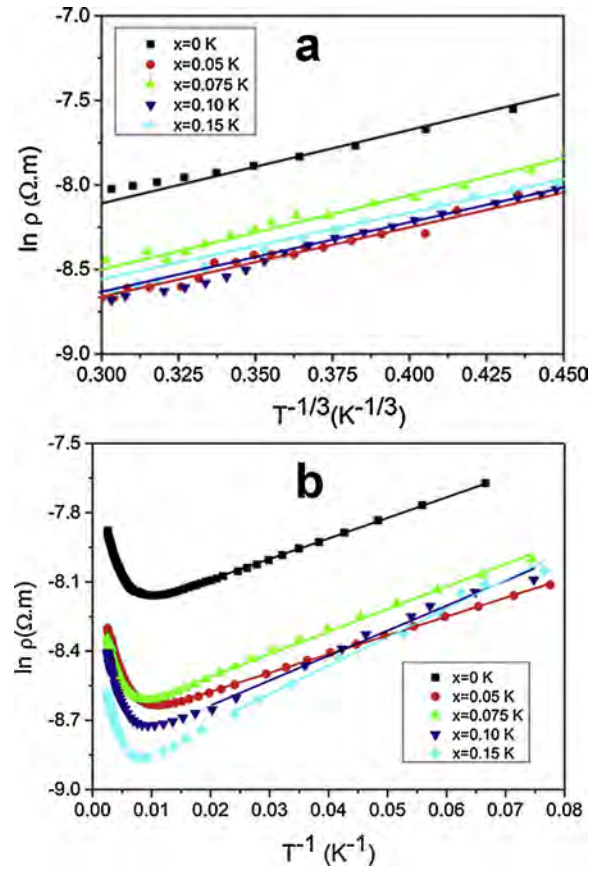 -7.0
a
x=0 K
x=0.05 K
x=0.075 K
x=0.10 K
x=0.15 K
-7.5
-8.0
-8.5
-9.0
ln ρ (Ω.m)
0.300 0.325 0.350 0.375 0.400 0.425 0.450
T-1/3(K-1/3)
-7.5
b
-7.8
-8.1
-8.4
-8.7
-9.0
ln ρ(Ω.m)
x=0 K
x=0.05 K
x=0.075 K
x=0.10 K
x=0.15 K
0.00 0.01 0.02 0.03 0.04 0.05 0.06 0.07 0.08
T-1 (K-1)